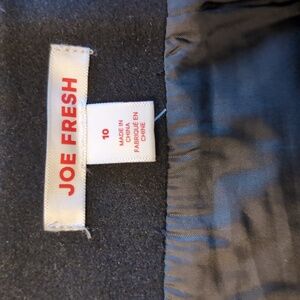 JOE FRESH
10
MADE IN
CHINA
FABRIQUÉ EN
CHINE